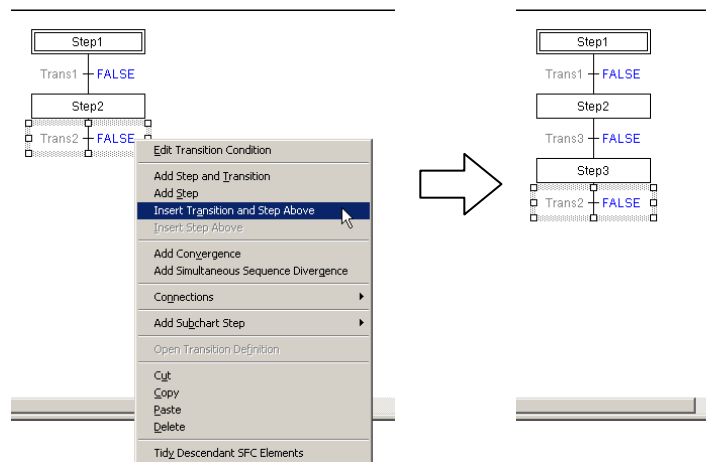 Step1
Trans1 FALSE
Step2
Trans2 FALSE
Edit Transition Condition
Add Step and Transition
Add Step
Insert Transition and Step Above
Insert Step Above
Add Convergence
Add Simultaneous Sequence Divergence
Connections
Add Subchart Step
Open Transition Definition
Cut
Copy
Paste
Delete
Tidy Descendant SFC Elements
Step1
Trans1 FALSE
Step2
Trans3 FALSE
Step3
Trans2 FALSE